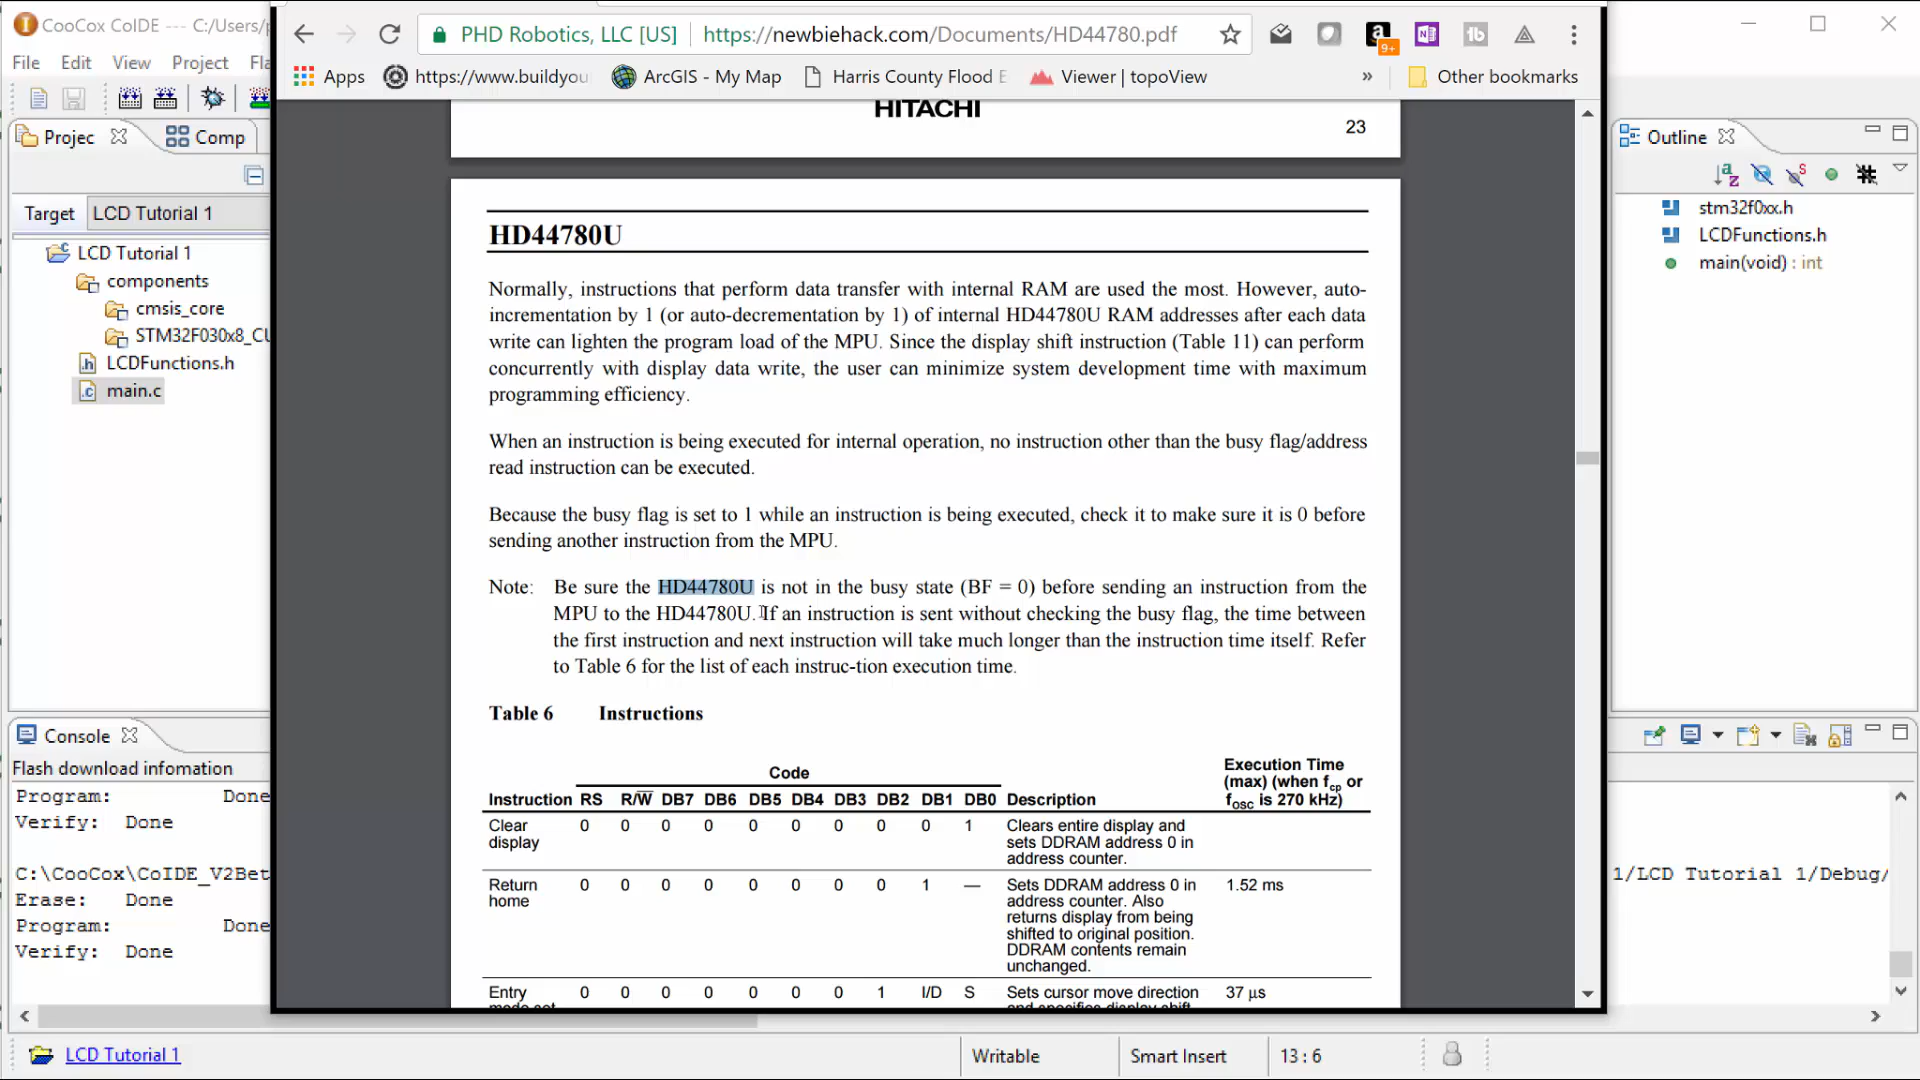 CooCox CoIDE --- C:/Users/
File Edit View Project
PHD Robotics, LLC [US] https://newbiehack.com/Documents/HD44780.pdf
9+
Apps https://www.buildyou ArcGIS - My Map Harris County Flood Viewer | topoView » Other bookmarks
Projec Comp
Outline
Target LCD Tutorial 1
LCD Tutorial 1
components
cmsis_core
STM32F030x8_CU
LCDFunctions.h
main.c
stm32f0xx.h
LCDFunctions.h
main(void) : int
HITACHI
23
HD44780U
Normally, instructions that perform data transfer with internal RAM are used the most. However, auto-
incrementation by 1 (or auto-decrementation by 1) of internal HD44780U RAM addresses after each data
write can lighten the program load of the MPU. Since the display shift instruction (Table 11) can perform
concurrently with display data write, the user can minimize system development time with maximum
programming efficiency.
When an instruction is being executed for internal operation, no instruction other than the busy flag/address
read instruction can be executed.
Because the busy flag is set to 1 while an instruction is being executed, check it to make sure it is 0 before
sending another instruction from the MPU.
Note: Be sure the HD44780U is not in the busy state (BF = 0) before sending an instruction from the
MPU to the HD44780U. If an instruction is sent without checking the busy flag, the time between
the first instruction and next instruction will take much longer than the instruction time itself. Refer
to Table 6 for the list of each instruc-tion execution time.
Table 6 Instructions
Code
Execution Time
(max) (when fcp or
fOSC is 270 kHz)
Instruction RS R/W DB7 DB6 DB5 DB4 DB3 DB2 DB1 DB0 Description
Clear display 0 0 0 0 0 0 0 0 0 1 Clears entire display and
sets DDRAM address 0 in
address counter.
Return home 0 0 0 0 0 0 0 0 1 — Sets DDRAM address 0 in 1.52 ms
address counter. Also
returns display from being
shifted to original position.
DDRAM contents remain
unchanged.
Entry 0 0 0 0 0 0 0 1 I/D S Sets cursor move direction 37 µs
Console
Flash download infomation
Program: Done
Verify: Done
C:\CooCox\CoIDE_V2Bet 1/LCD Tutorial 1/Debug/
Erase: Done
Program: Done
Verify: Done
LCD Tutorial 1 Writable Smart Insert 13 : 6